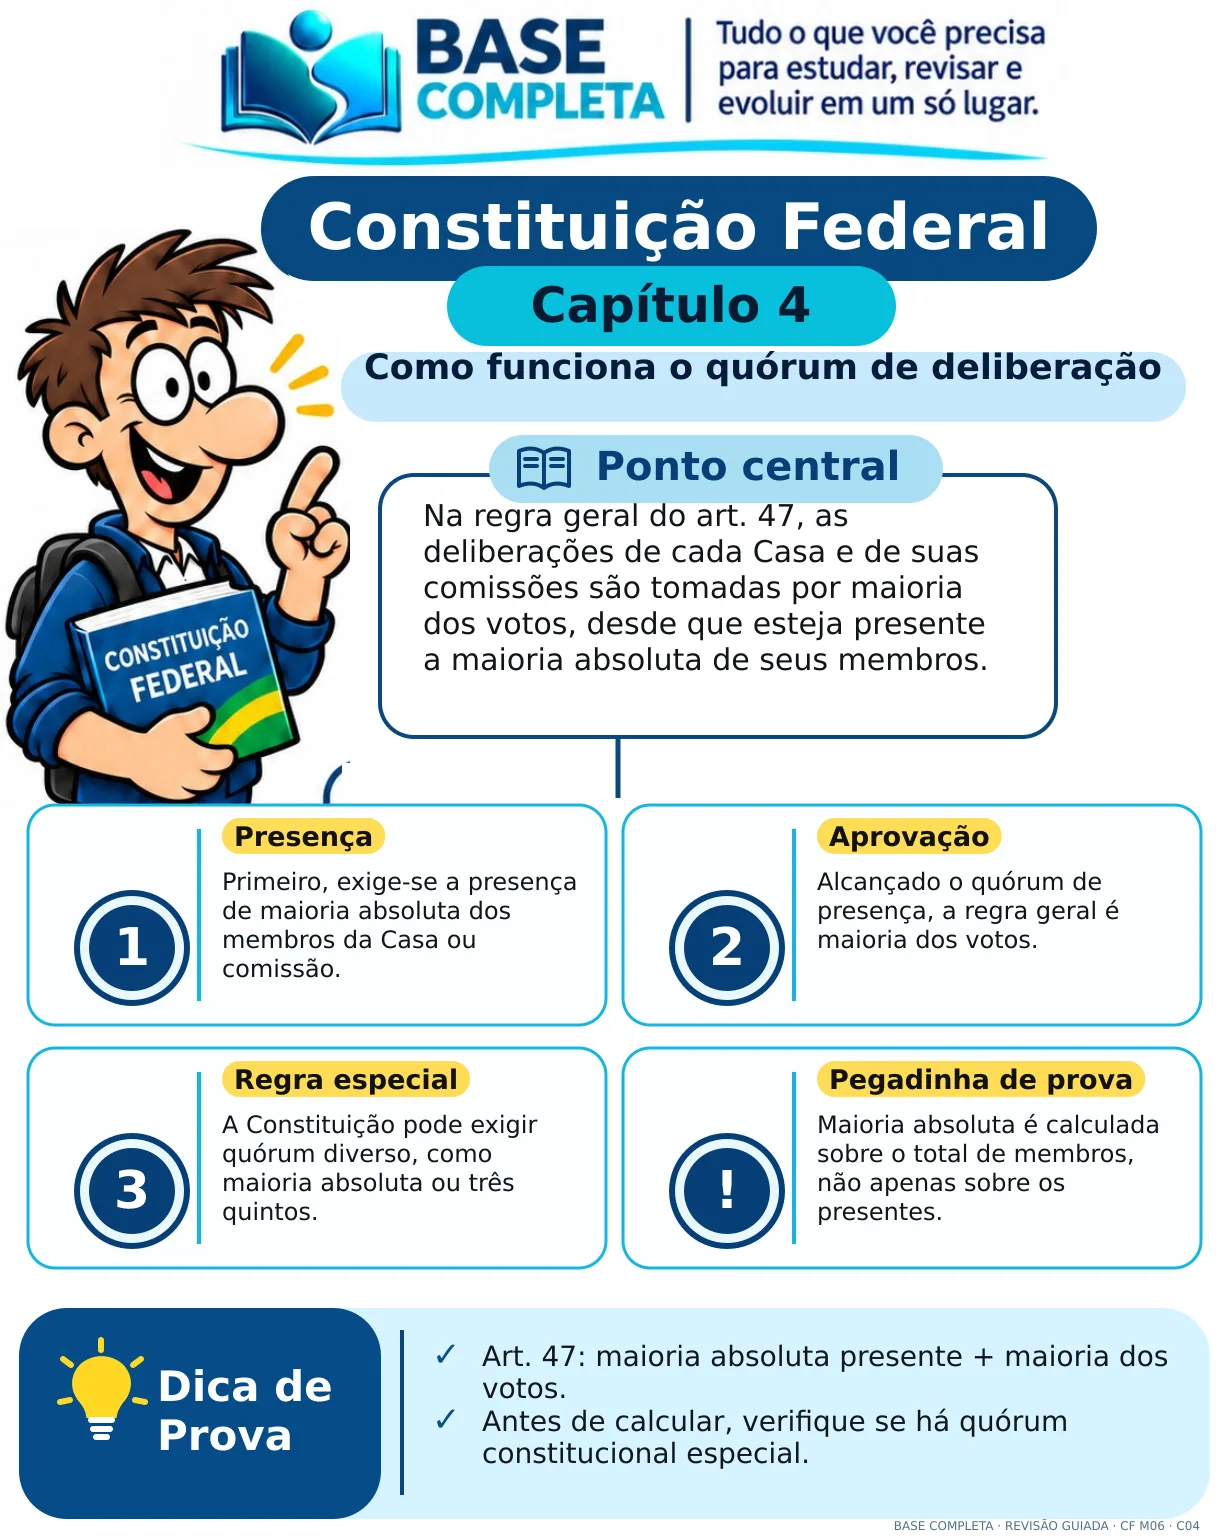 BASE
COMPLETA
Tudo o que você precisa
para estudar, revisar e
evoluir em um só lugar.
Constituição Federal
Capítulo 4
Como funciona o quórum de deliberação
CONSTITUIÇÃO
FEDERAL
Ponto central
Na regra geral do art. 47, as
deliberações de cada Casa e de suas
comissões são tomadas por maioria
dos votos, desde que esteja presente
a maioria absoluta de seus membros.
1
Presença
Primeiro, exige-se a presença
de maioria absoluta dos
membros da Casa ou
comissão.
2
Aprovação
Alcançado o quórum de
presença, a regra geral é
maioria dos votos.
3
Regra especial
A Constituição pode exigir
quórum diverso, como
maioria absoluta ou três
quintos.
!
Pegadinha de prova
Maioria absoluta é calculada
sobre o total de membros,
não apenas sobre os
presentes.
Dica de
Prova
✓ Art. 47: maioria absoluta presente + maioria dos
votos.
✓ Antes de calcular, verifique se há quórum
constitucional especial.
BASE COMPLETA · REVISÃO GUIADA · CF M06 · C04